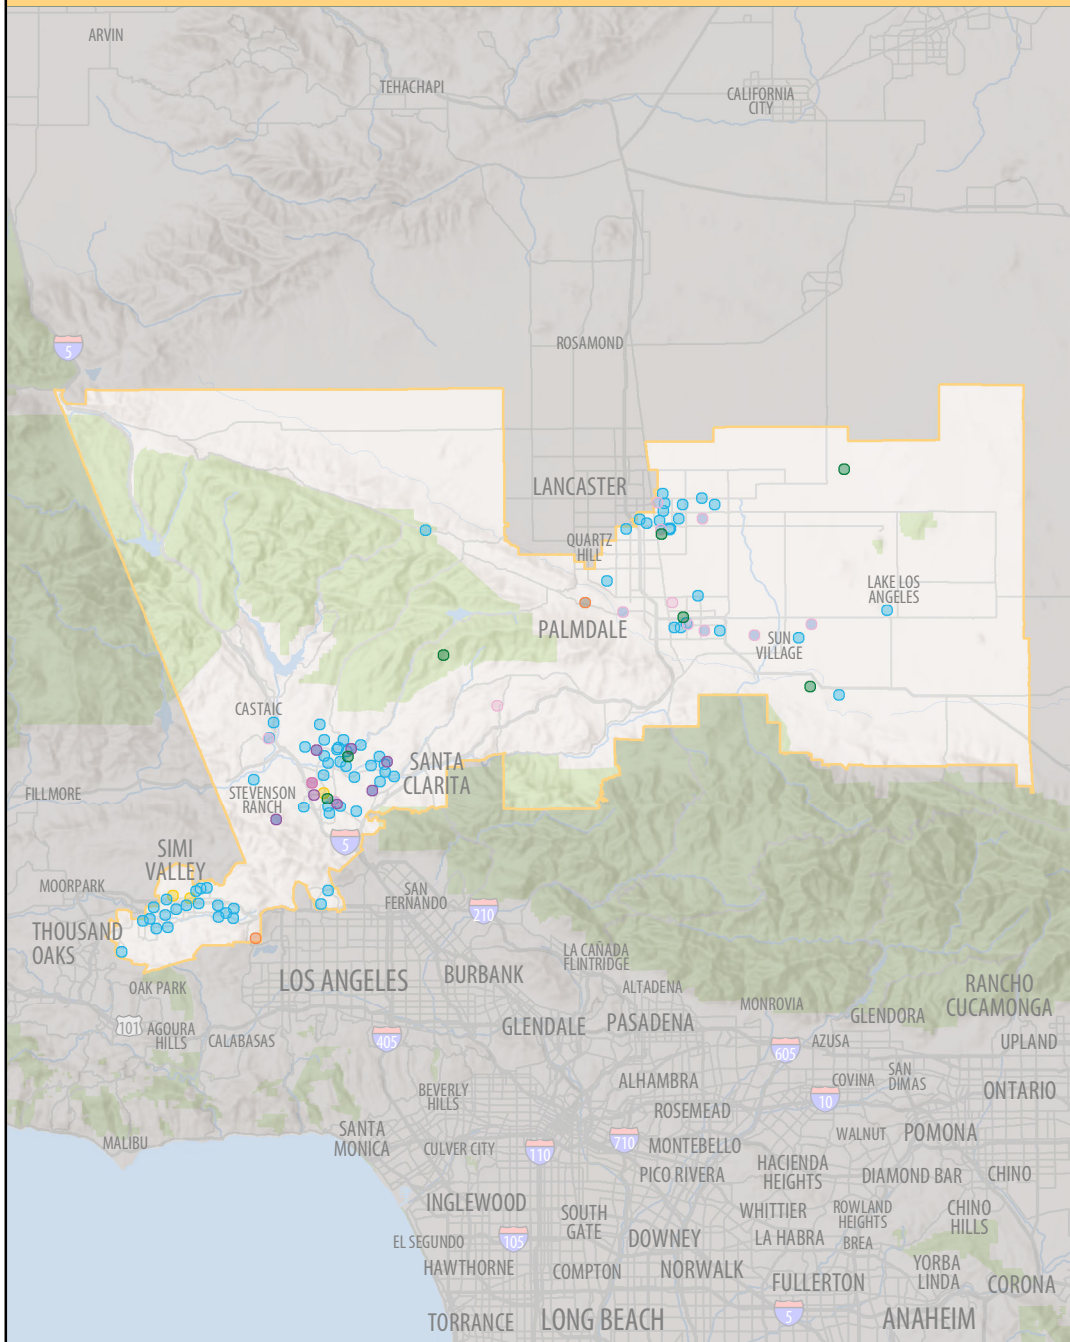 ARVIN
TEHACHAPI
CALIFORNIA
CITY
ROSAMOND
5
LANCASTER
QUARTZ
HILL
LAKE LOS
ANGELES
PALMDALE
SUN
VILLAGE
CASTAIC
SANTA
CLARITA
STEVENSON
RANCH
FILLMORE
5
SIMI
VALLEY
MOORPARK
SAN
FERNANDO
210
THOUSAND
OAKS
LA CAÑADA
FLINTRIDGE
OAK PARK
LOS ANGELES
BURBANK
ALTADENA
MONROVIA
RANCHO
CUCAMONGA
GLENDORA
101
AGOURA
HILLS
CALABASAS
405
GLENDALE
PASADENA
605
AZUSA
UPLAND
BEVERLY
HILLS
ALHAMBRA
COVINA
SAN
DIMAS
ONTARIO
10
ROSEMEAD
MALIBU
SANTA
MONICA
CULVER CITY
110
710
MONTEBELLO
WALNUT
POMONA
PICO RIVERA
HACIENDA
HEIGHTS
DIAMOND BAR
CHINO
INGLEWOOD
SOUTH
GATE
WHITTIER
ROWLAND
HEIGHTS
CHINO
HILLS
EL SEGUNDO
105
DOWNEY
LA HABRA
BREA
HAWTHORNE
COMPTON
NORWALK
FULLERTON
YORBA
LINDA
CORONA
TORRANCE
LONG BEACH
5
ANAHEIM